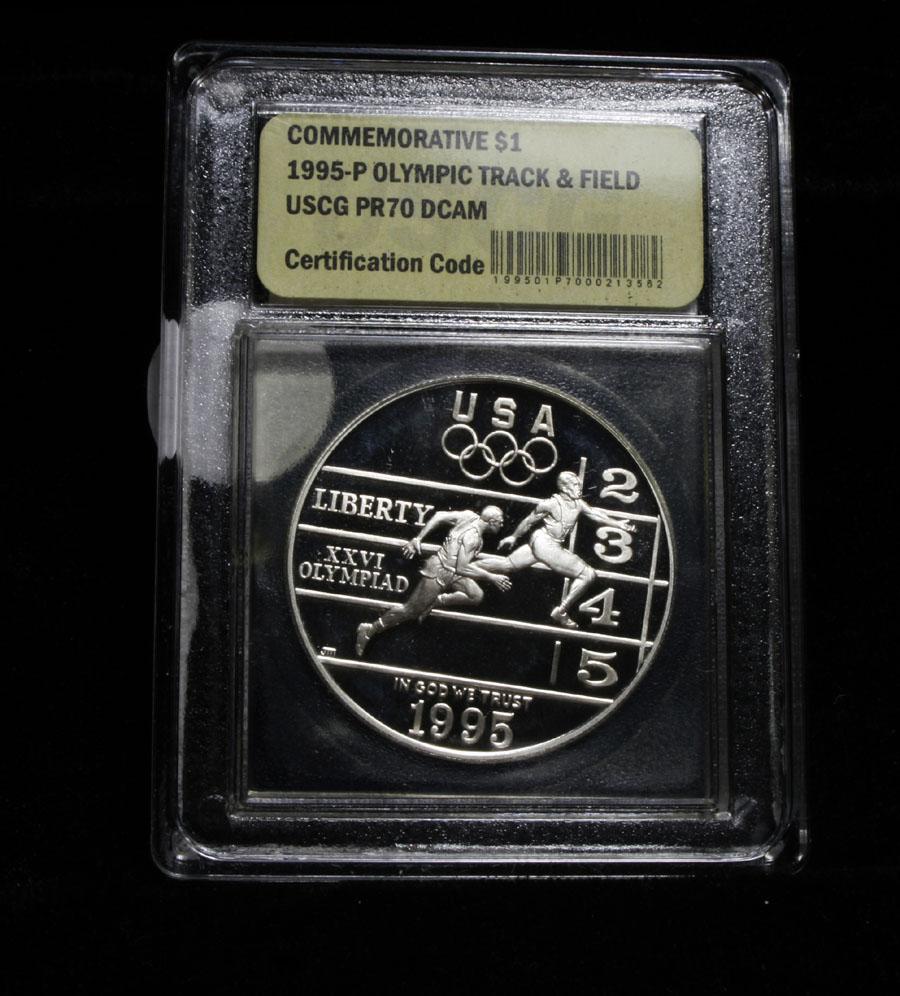 COMMEMORATIVE $1
1995-P OLYMPIC TRACK & FIELD
USCG PR70 DCAM
Certification Code
199501P7000213562
USA
2
LIBERTY
3
XXVI
OLYMPIAD
4
5
IN GOD WE TRUST
1995